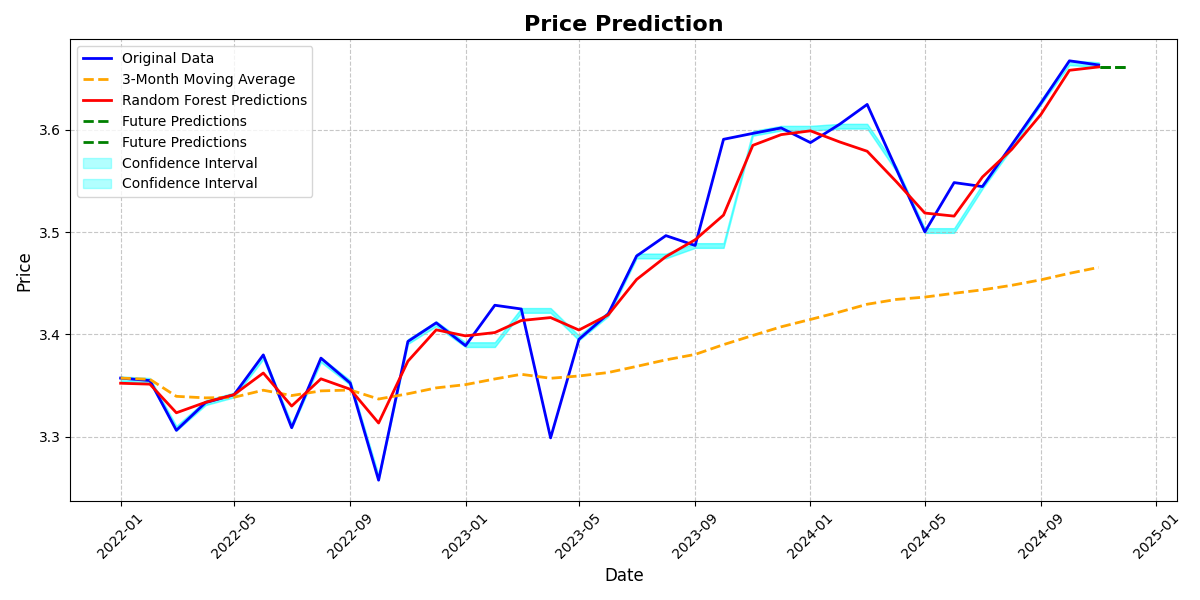 Price Prediction
Original Data
3-Month Moving Average
Random Forest Predictions
Future Predictions
Future Predictions
Confidence Interval
Confidence Interval
Price
3.6
3.5
3.4
3.3
2022-01
2022-05
2022-09
2023-01
2023-05
2023-09
2024-01
2024-05
2024-09
2025-01
Date